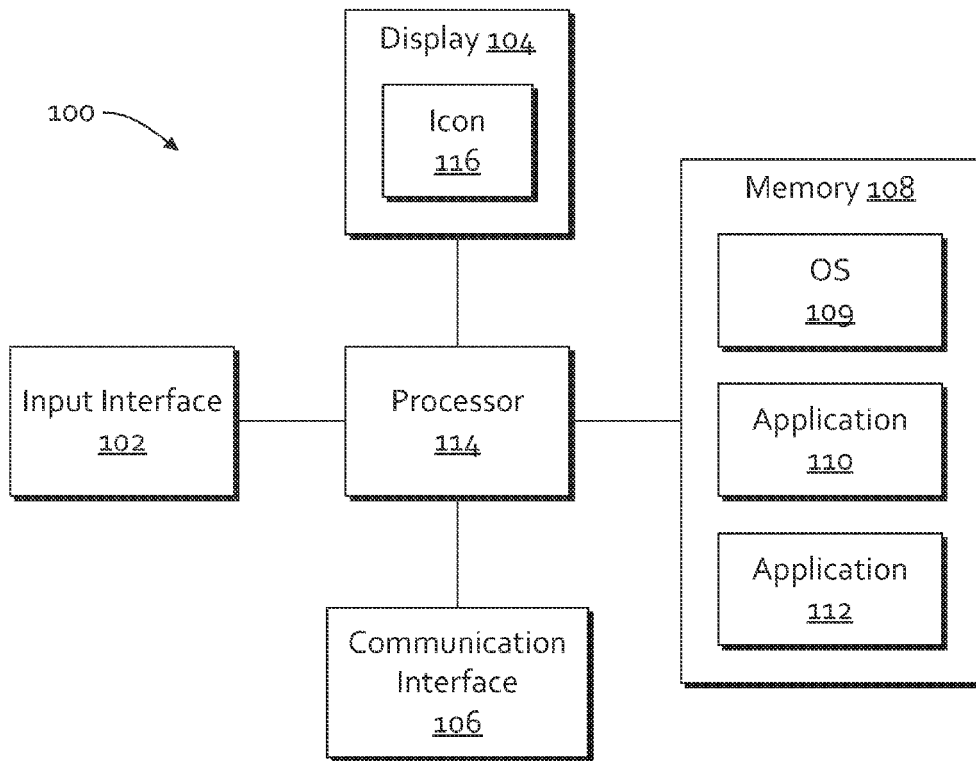 Display 104
Icon
116
100
Memory 108
OS
109
Input Interface
102
Processor
114
Application
110
Application
112
Communication
Interface
106